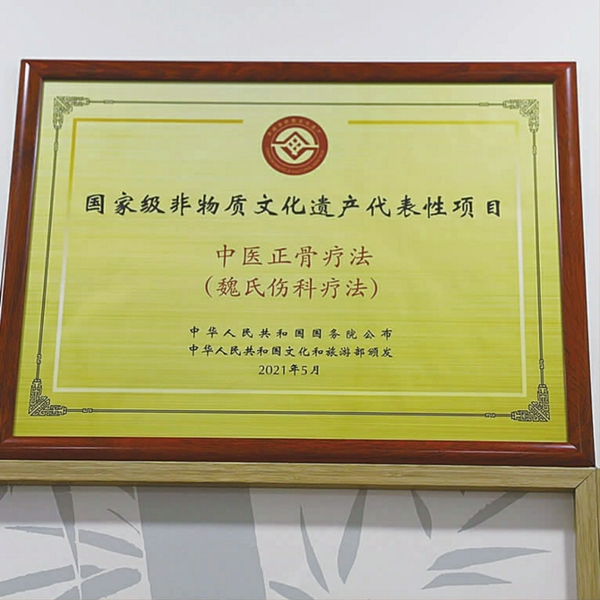 国家级非物质文化遗产代表性项目
中医正骨疗法
（魏氏伤科疗法）
中华人民共和国国务院公布
中华人民共和国文化和旅游部颁发
2021年5月